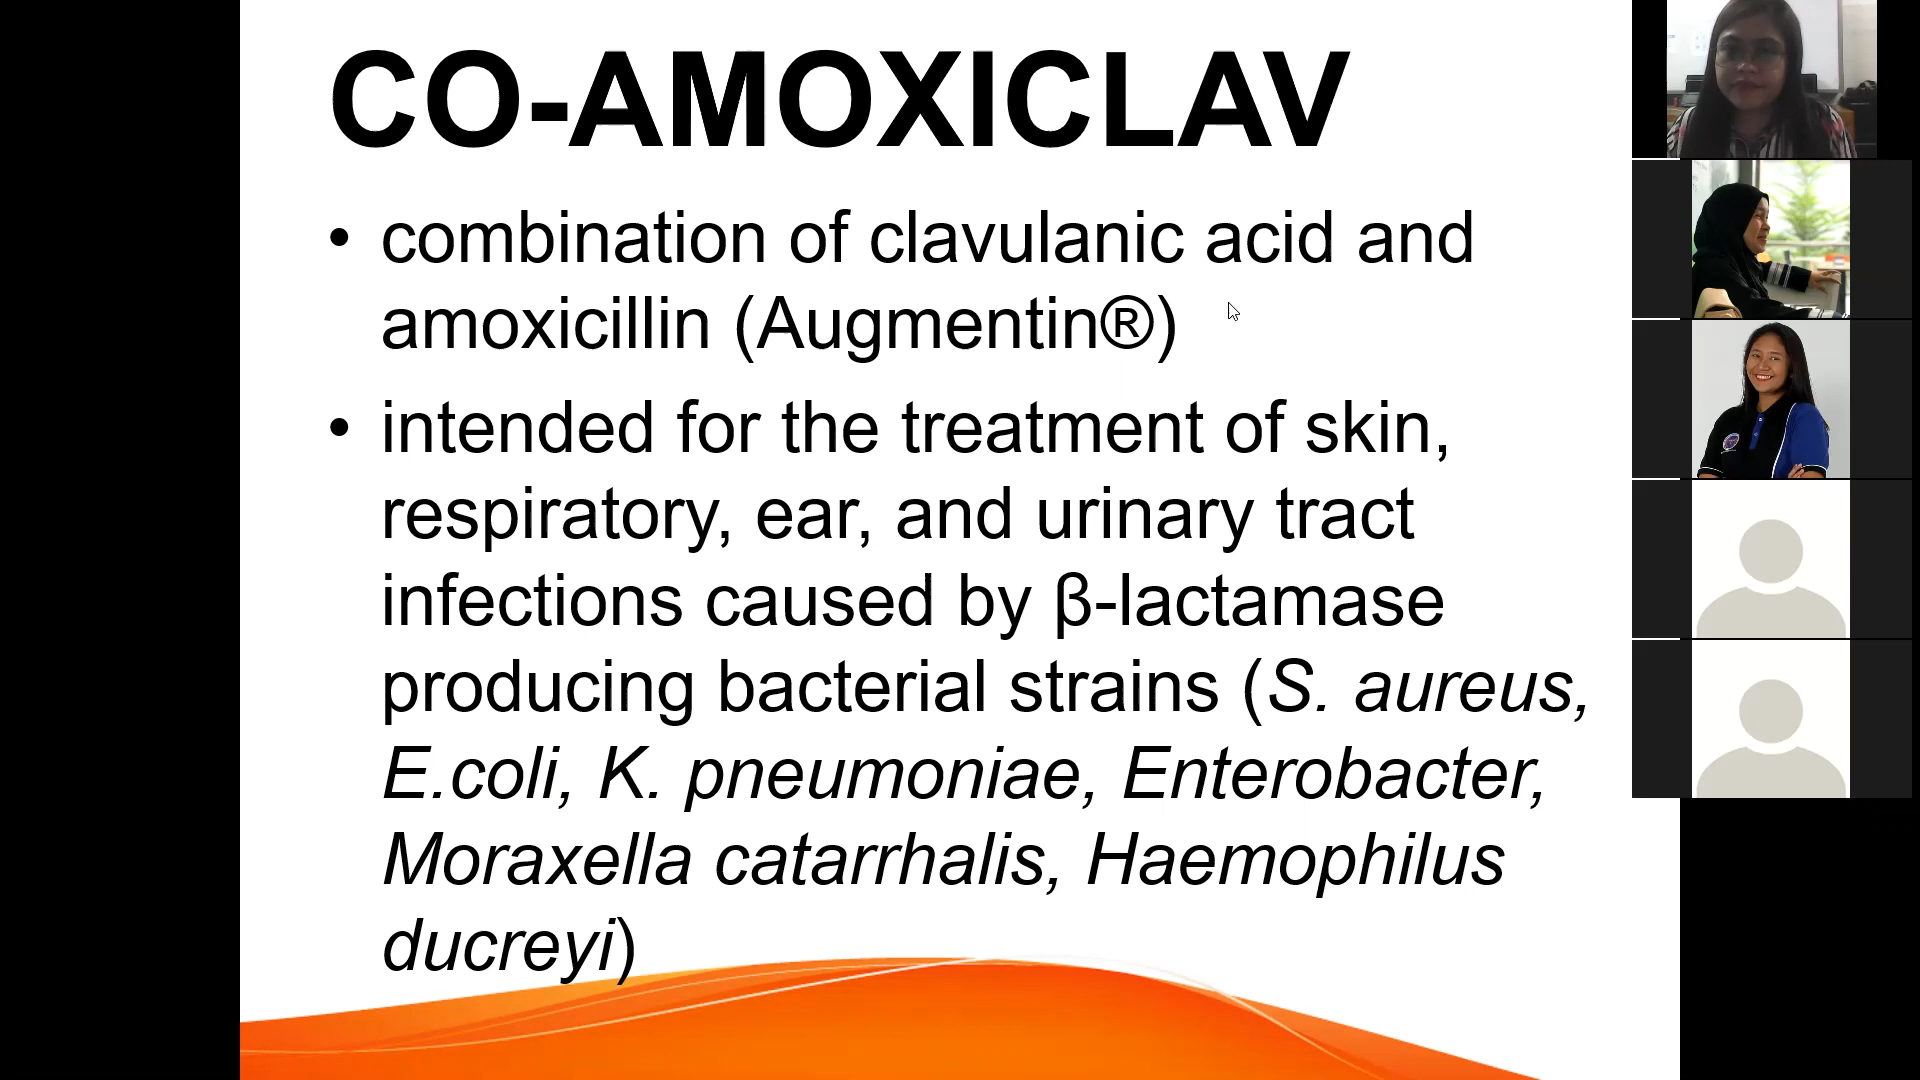 CO-AMOXICLAV
• combination of clavulanic acid and
amoxicillin (Augmentin®)
• intended for the treatment of skin,
respiratory, ear, and urinary tract
infections caused by β-lactamase
producing bacterial strains (S. aureus,
E.coli, K. pneumoniae, Enterobacter,
Moraxella catarrhalis, Haemophilus
ducreyi)